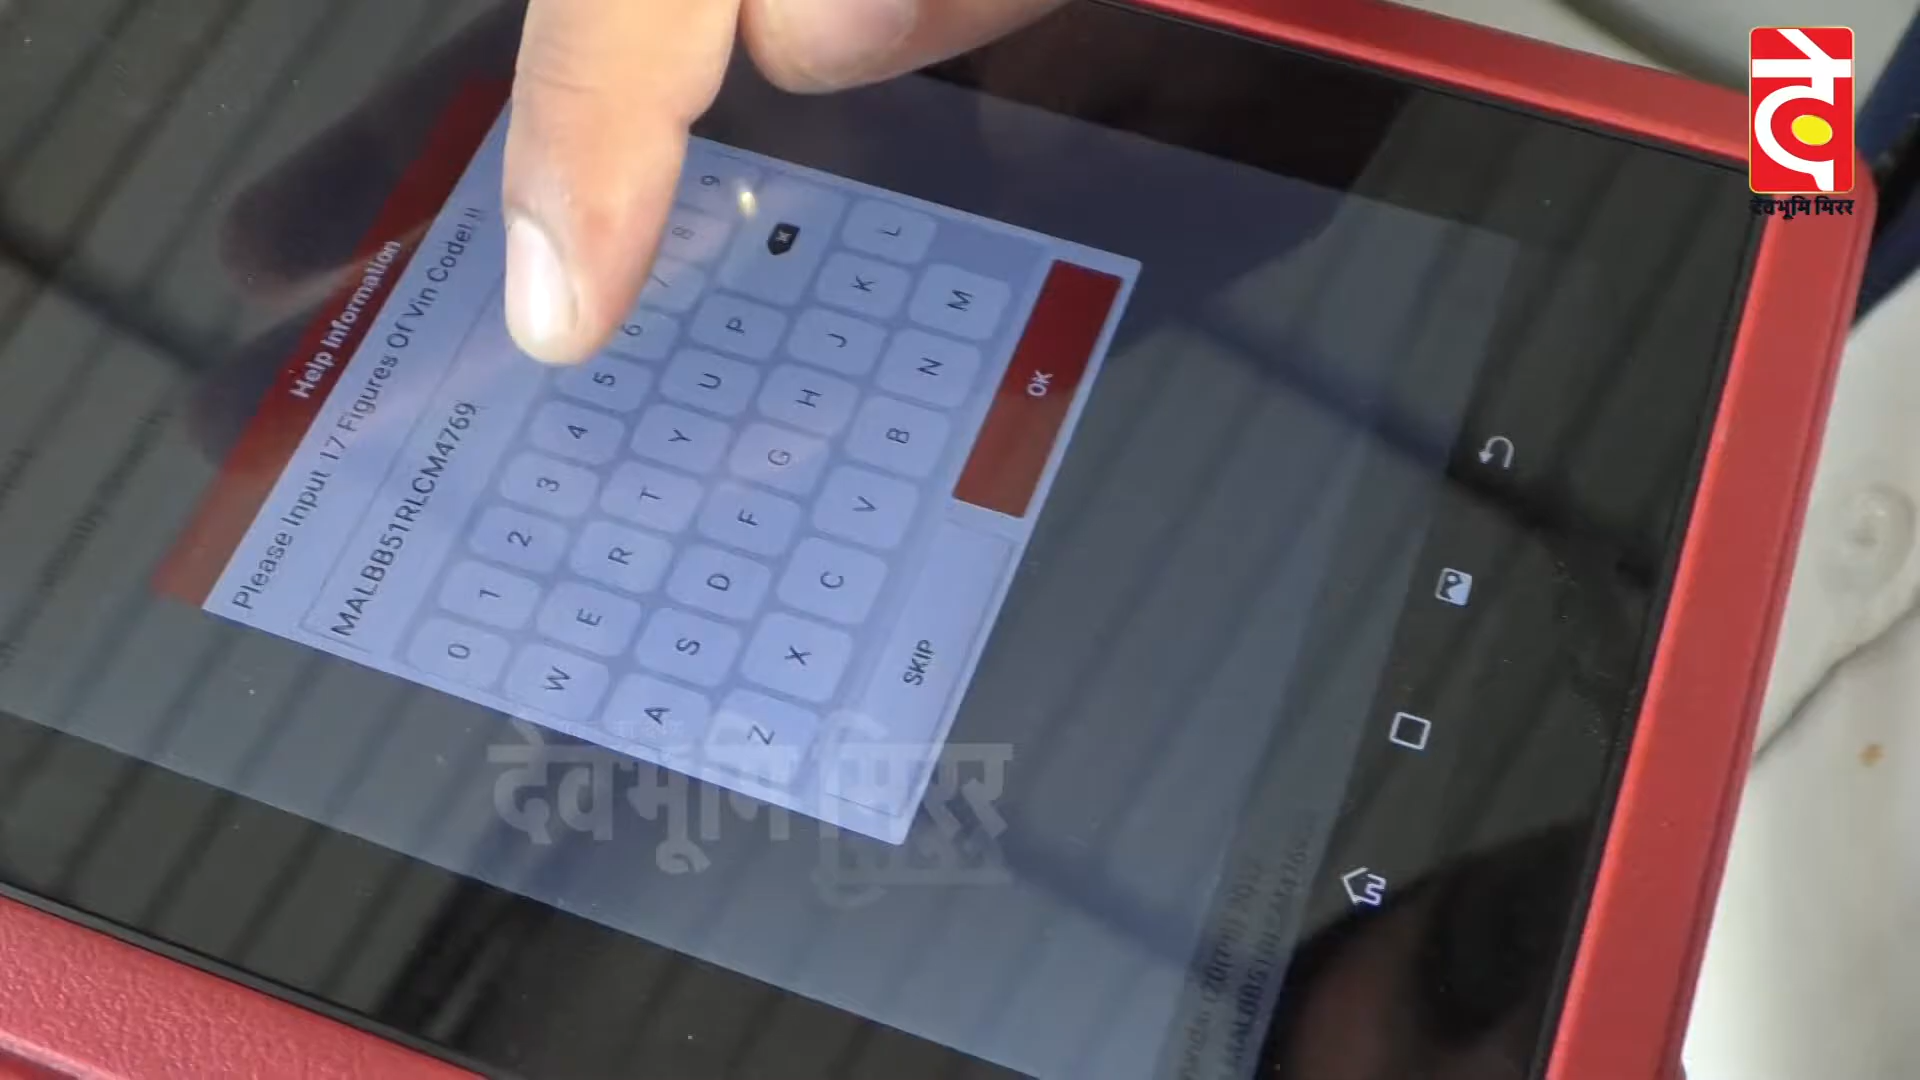 Help Information
Please Input 17 Figures Of Vin Code! !!
MALBB51RLCM4769
0 1 2 3 4 5 6 7 8 9
W E R T Y U P
A S D F G H J K L
Z X C V B N M
SKIP OK
दे
देवभूमि मिरर
देवभूमि मिरर